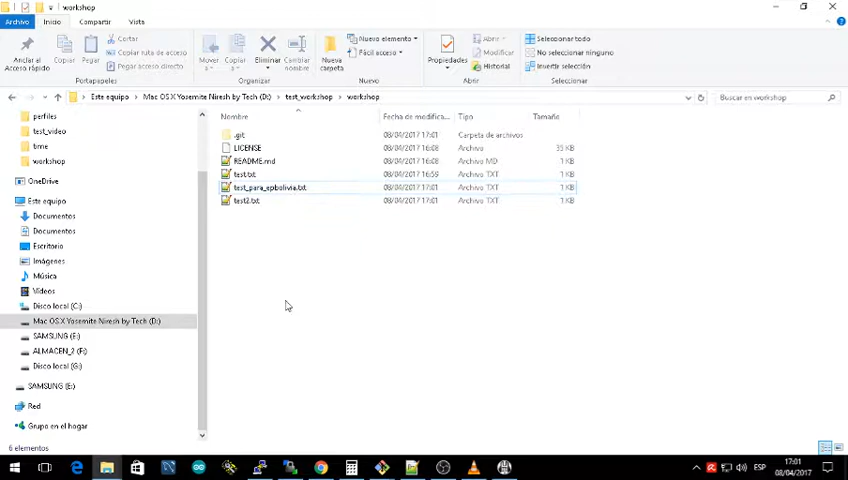 workshop
Archivo Inicio Compartir Vista
Anclar al Acceso rápido
Copiar
Pegar
Cortar
Copiar ruta de acceso
Pegar acceso directo
Portapapeles
Mover a
Copiar a
Eliminar
Cambiar nombre
Organizar
Nueva carpeta
Nuevo elemento
Fácil acceso
Nuevo
Propiedades
Abrir
Modificar
Historial
Abrir
Seleccionar todo
No seleccionar ninguno
Invertir selección
Seleccionar
Este equipo > Mac OS X Yosemite Niresh by Tech (D:) > test_workshop > workshop
Buscar en workshop
perfiles
test_video
time
workshop
OneDrive
Este equipo
Documentos
Documentos
Escritorio
Imágenes
Música
Vídeos
Disco local (C:)
Mac OS X Yosemite Niresh by Tech (D:)
SAMSUNG (E:)
ALMACEN_2 (F:)
Disco local (G:)
SAMSUNG (E:)
Red
Grupo en el hogar
Nombre Fecha de modifica... Tipo Tamaño
.git 08/04/2017 17:01 Carpeta de archivos
LICENSE 08/04/2017 16:08 Archivo 35 KB
README.md 08/04/2017 16:08 Archivo MD 1 KB
test.txt 08/04/2017 16:59 Archivo TXT 1 KB
test_para_epbolivia.txt 08/04/2017 17:01 Archivo TXT 1 KB
test2.txt 08/04/2017 17:01 Archivo TXT 1 KB
6 elementos
ESP
17:01
08/04/2017